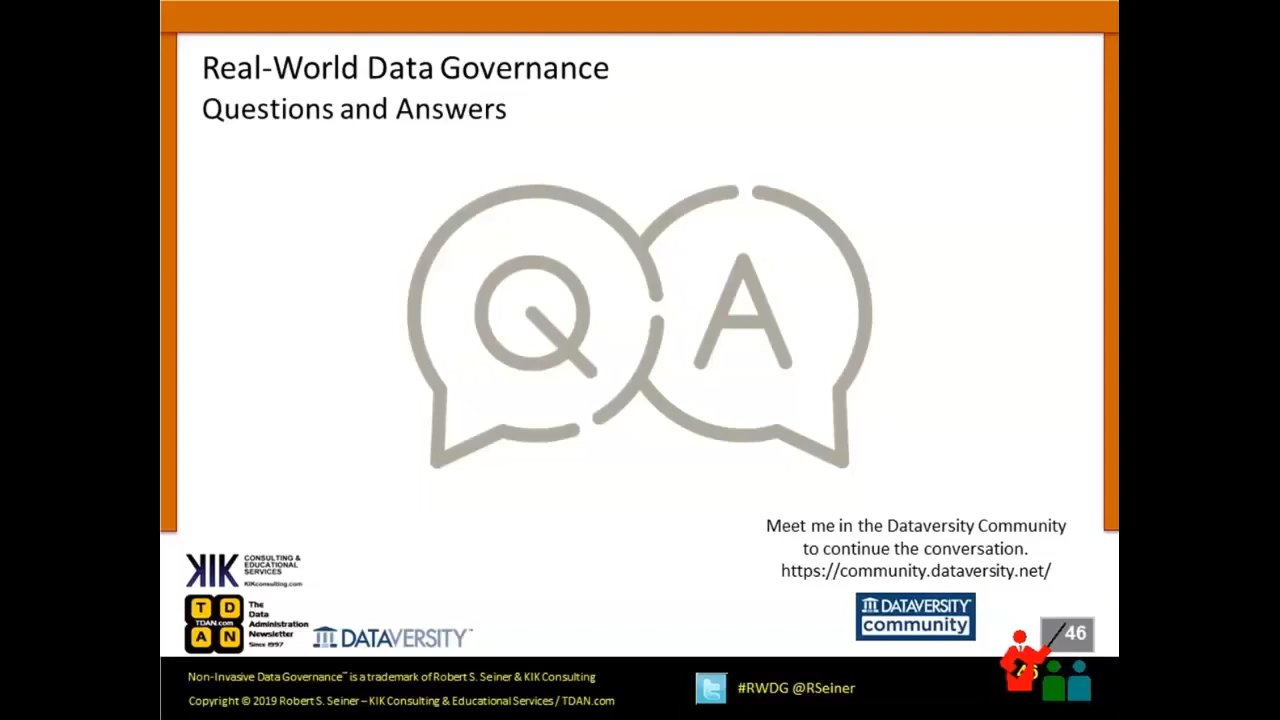 Real-World Data Governance
Questions and Answers
Q A
Meet me in the Dataversity Community
to continue the conversation.
https://community.dataversity.net/
KIK CONSULTING &
EDUCATIONAL
SERVICES
KIKconsulting.com
T D
TDAN.com
A N
The
Data
Administration
Newsletter
Since 1997
DATAVERSITY™
DATAVERSITY
community
46
Non-Invasive Data Governance™ is a trademark of Robert S. Seiner & KIK Consulting
Copyright © 2019 Robert S. Seiner – KIK Consulting & Educational Services / TDAN.com
#RWDG @RSeiner